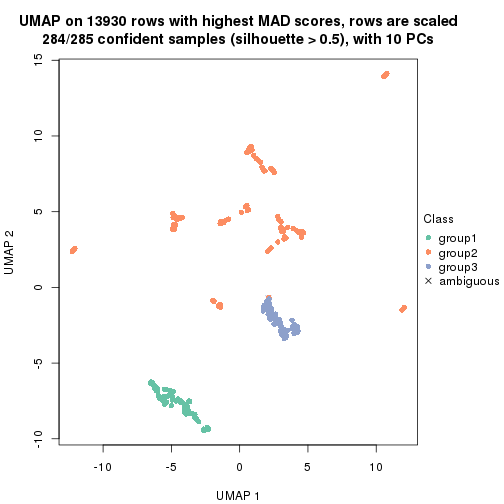 UMAP on 13930 rows with highest MAD scores, rows are scaled
284/285 confident samples (silhouette > 0.5), with 10 PCs
15
10
5
0
-5
-10
UMAP 2
-10
-5
0
5
10
UMAP 1
Class
group1
group2
group3
ambiguous